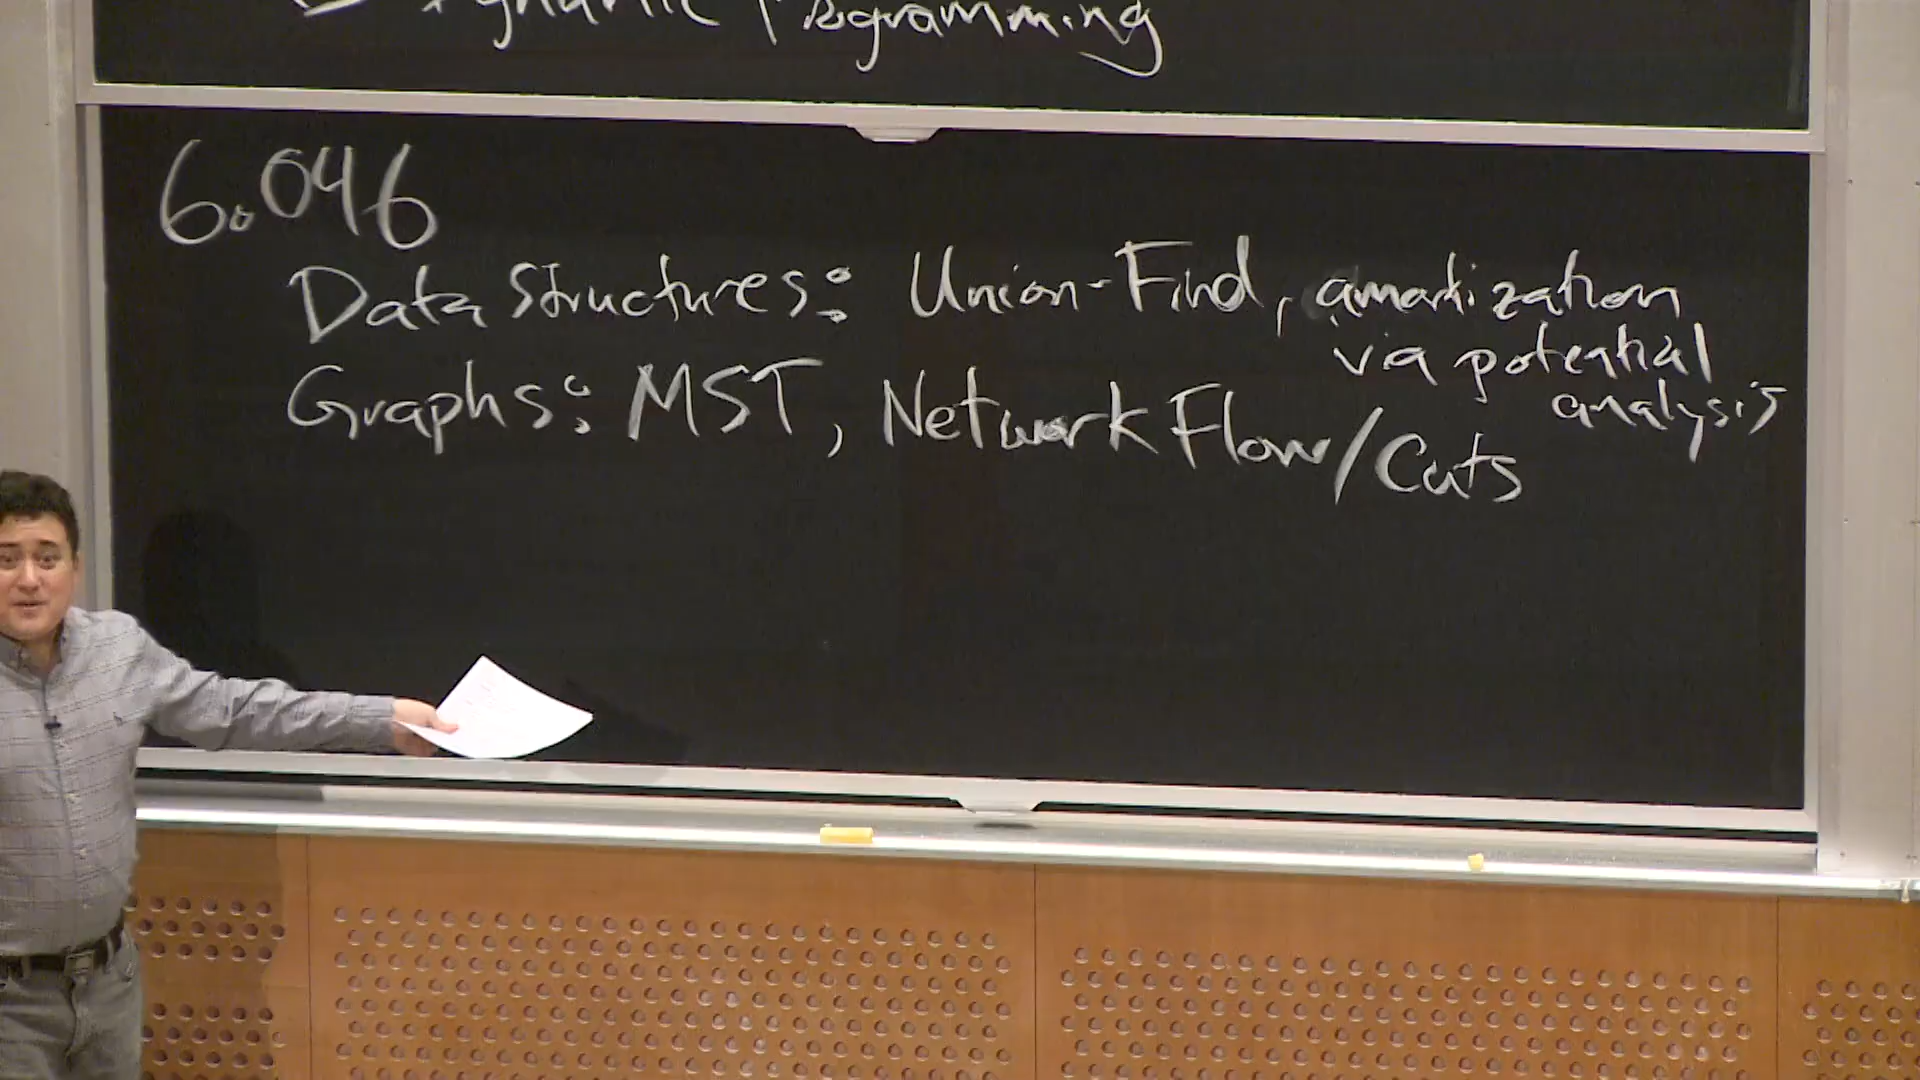 Dynamic Programming
6.046
Data Structures: Union-Find, amortization
via potential
analysis
Graphs: MST, Network Flow/Cuts